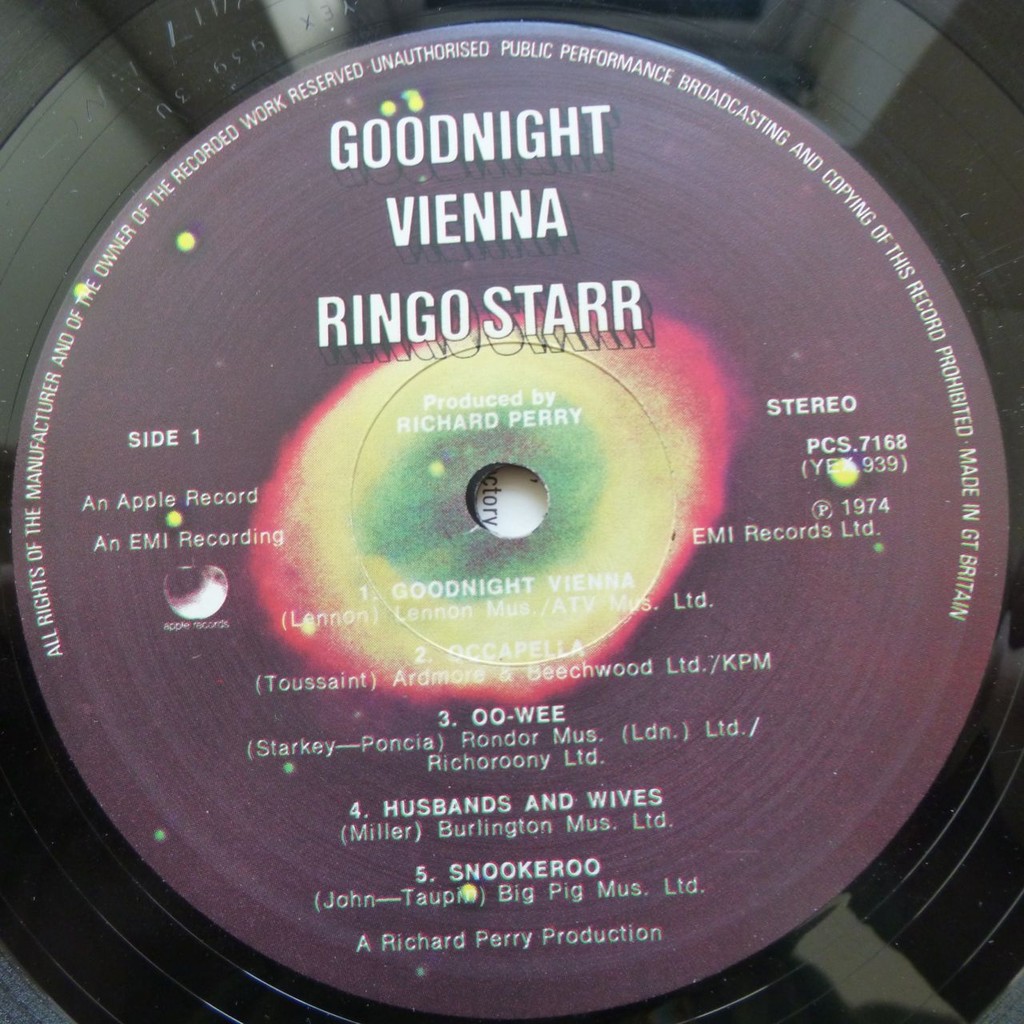 ALL RIGHTS OF THE MANUFACTURER AND OF THE OWNER OF THE RECORDED WORK RESERVED · UNAUTHORISED PUBLIC PERFORMANCE BROADCASTING AND COPYING OF THIS RECORD PROHIBITED · MADE IN GT BRITAIN
GOODNIGHT
VIENNA
RINGO STARR
Produced by
RICHARD PERRY
SIDE 1
STEREO
PCS.7168
(YEX.939)
An Apple Record
An EMI Recording
℗ 1974
EMI Records Ltd.
apple records
ctory
1. GOODNIGHT VIENNA
(Lennon) Lennon Mus./ATV Mus. Ltd.
2. OCCAPELLA
(Toussaint) Ardmore & Beechwood Ltd./KPM
3. OO-WEE
(Starkey—Poncia) Rondor Mus. (Ldn.) Ltd./
Richoroony Ltd.
4. HUSBANDS AND WIVES
(Miller) Burlington Mus. Ltd.
5. SNOOKEROO
(John—Taupin) Big Pig Mus. Ltd.
A Richard Perry Production